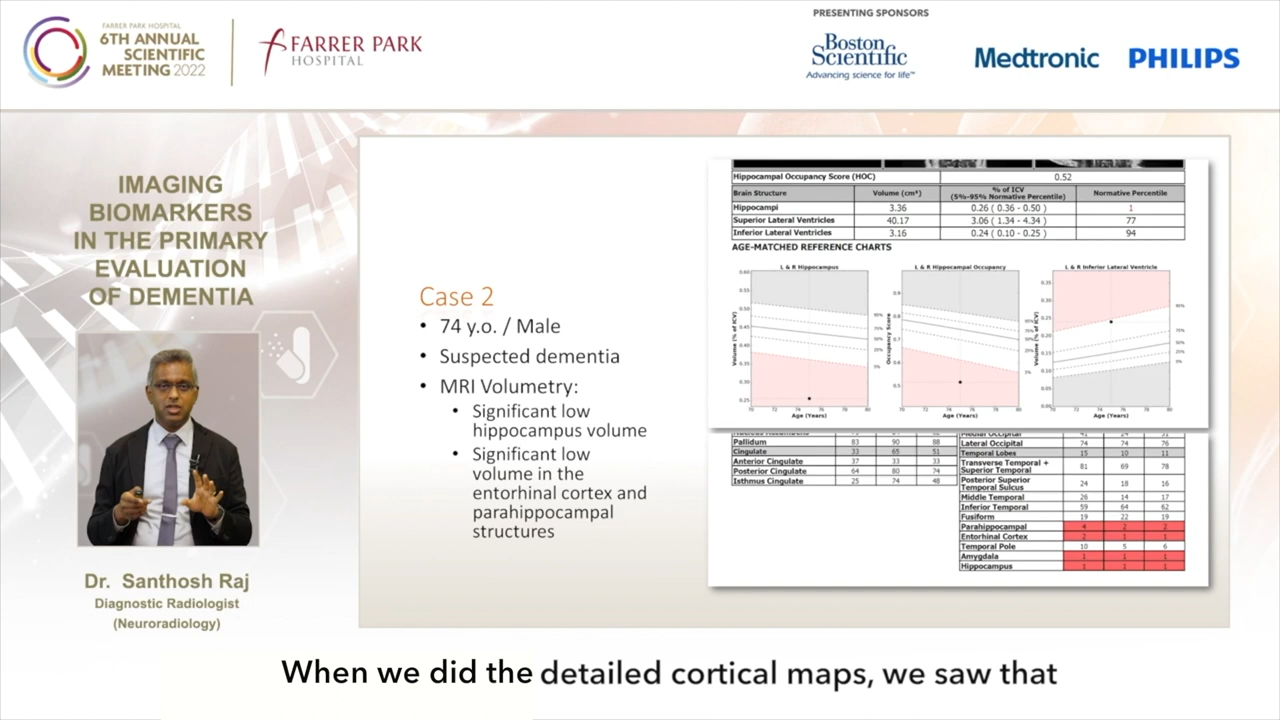 FARRER PARK HOSPITAL
6TH ANNUAL
SCIENTIFIC
MEETING 2022
FARRER PARK
HOSPITAL
PRESENTING SPONSORS
Boston
Scientific
Advancing science for life™
Medtronic
PHILIPS
IMAGING
BIOMARKERS
IN THE PRIMARY
EVALUATION
OF DEMENTIA
Dr. Santhosh Raj
Diagnostic Radiologist
(Neuroradiology)
Case 2
• 74 y.o. / Male
• Suspected dementia
• MRI Volumetry:
• Significant low
hippocampus volume
• Significant low
volume in the
entorhinal cortex and
parahippocampal
structures
Hippocampal Occupancy Score (HOC) 0.52
Brain Structure Volume (cm³) % of ICV (5%-95% Normative Percentile) Normative Percentile
Hippocampi 3.36 0.26 ( 0.36 - 0.50 ) 1
Superior Lateral Ventricles 40.17 3.06 ( 1.34 - 4.34 ) 77
Inferior Lateral Ventricles 3.16 0.24 ( 0.10 - 0.25 ) 94
AGE-MATCHED REFERENCE CHARTS
L & R Hippocampus
Volume (% of ICV)
Age (Years)
L & R Hippocampal Occupancy
Occupancy Score
Age (Years)
L & R Inferior Lateral Ventricle
Volume (% of ICV)
Age (Years)
Pallidum 83 90 88
Cingulate 33 65 51
Anterior Cingulate 37 33 33
Posterior Cingulate 64 80 74
Isthmus Cingulate 25 74 48
Medial Occipital
Lateral Occipital 74 74 76
Temporal Lobes 15 10 11
Transverse Temporal +
Superior Temporal 81 69 78
Posterior Superior
Temporal Sulcus 24 18 16
Middle Temporal 26 14 17
Inferior Temporal 59 64 62
Fusiform 19 22 19
Parahippocampal 4 2 2
Entorhinal Cortex 2 1 1
Temporal Pole 10 5 6
Amygdala 1 1 1
Hippocampus 1 1 1
When we did the detailed cortical maps, we saw that